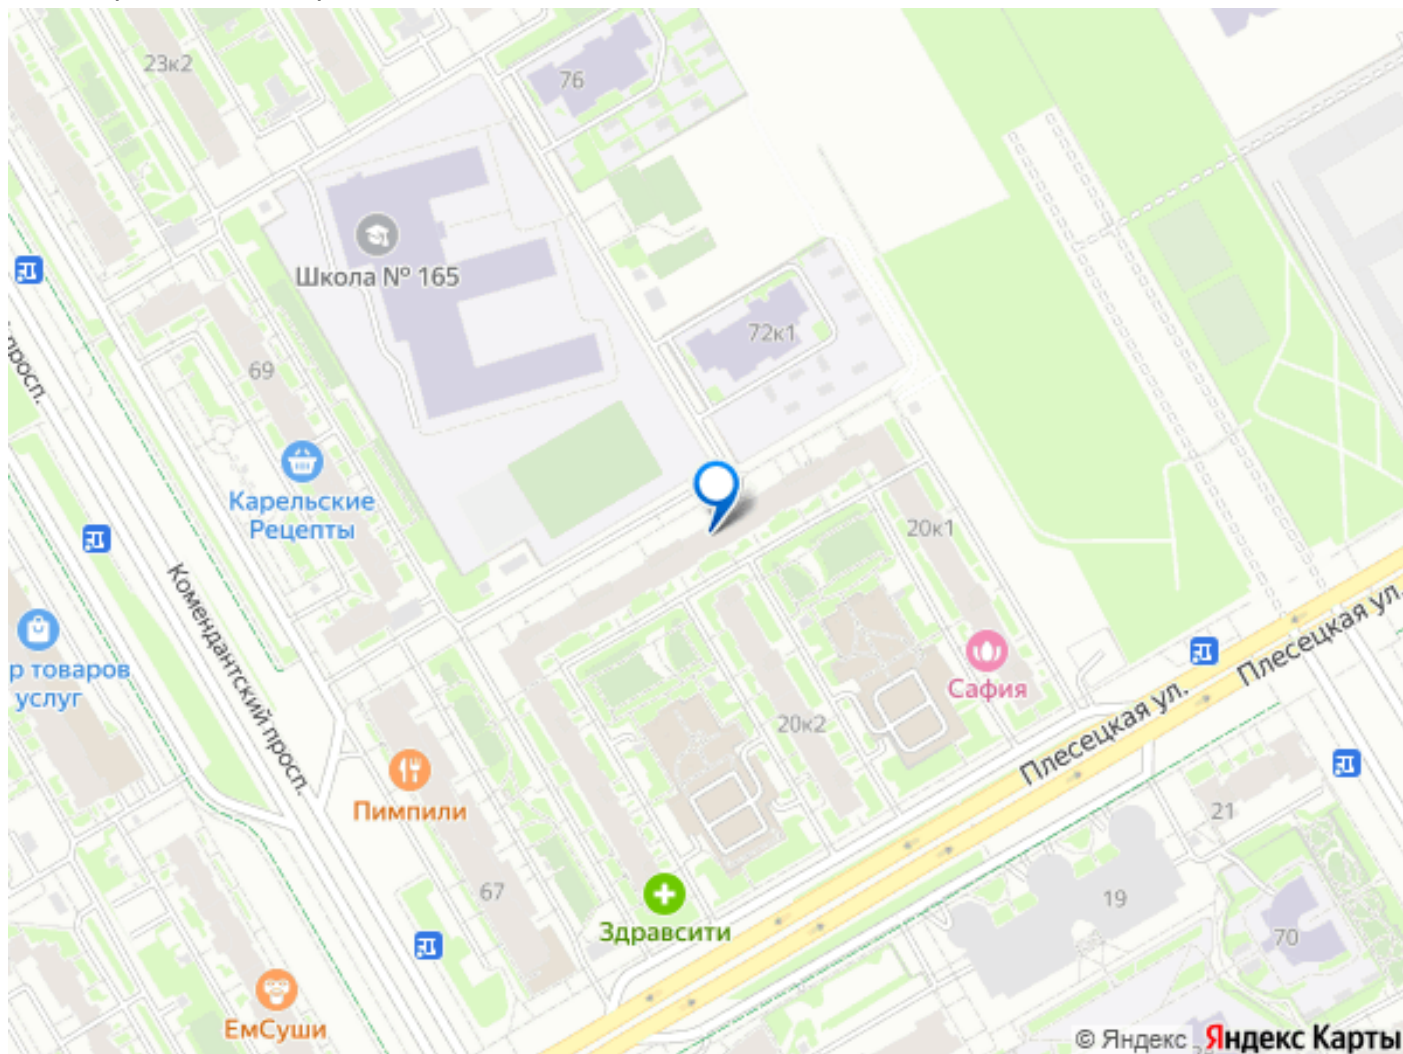 23к2
76
Школа № 165
72к1
просп.
69
Карельские
Рецепты
20к1
Комендантский просп.
р товаров
услуг
Сафия
Плесецкая ул.
Плесецкая ул.
20к2
Пимпили
21
67
19
Здравсити
70
ЕмСуши
© Яндекс Яндекс Карты